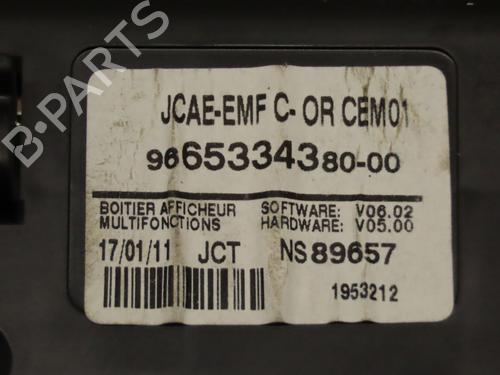 JCAE-EMF C- OR CEM01
9665334380-00
BOITIER AFFICHEUR SOFTWARE: V06.02
MULTIFONCTIONS HARDWARE: V05.00
17/01/11 JCT NS89657
1953212
B-PARTS